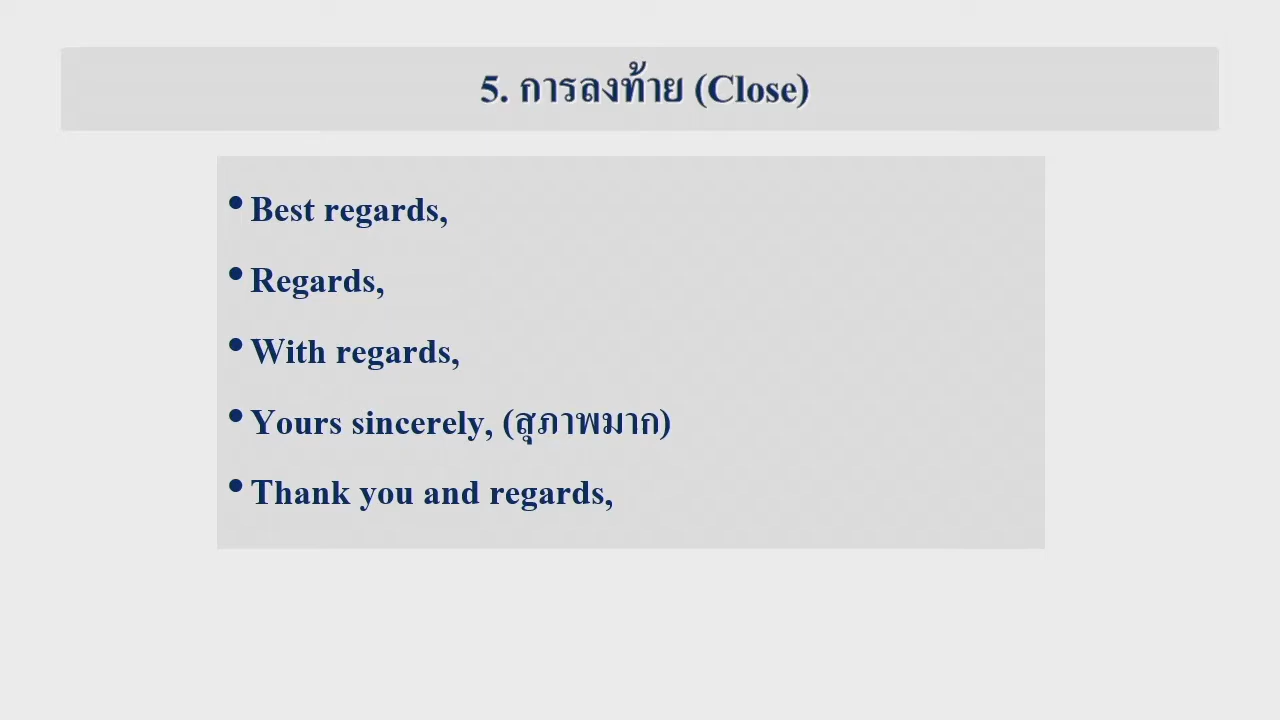 5. การลงท้าย (Close)
• Best regards,
• Regards,
• With regards,
• Yours sincerely, (สุภาพมาก)
• Thank you and regards,